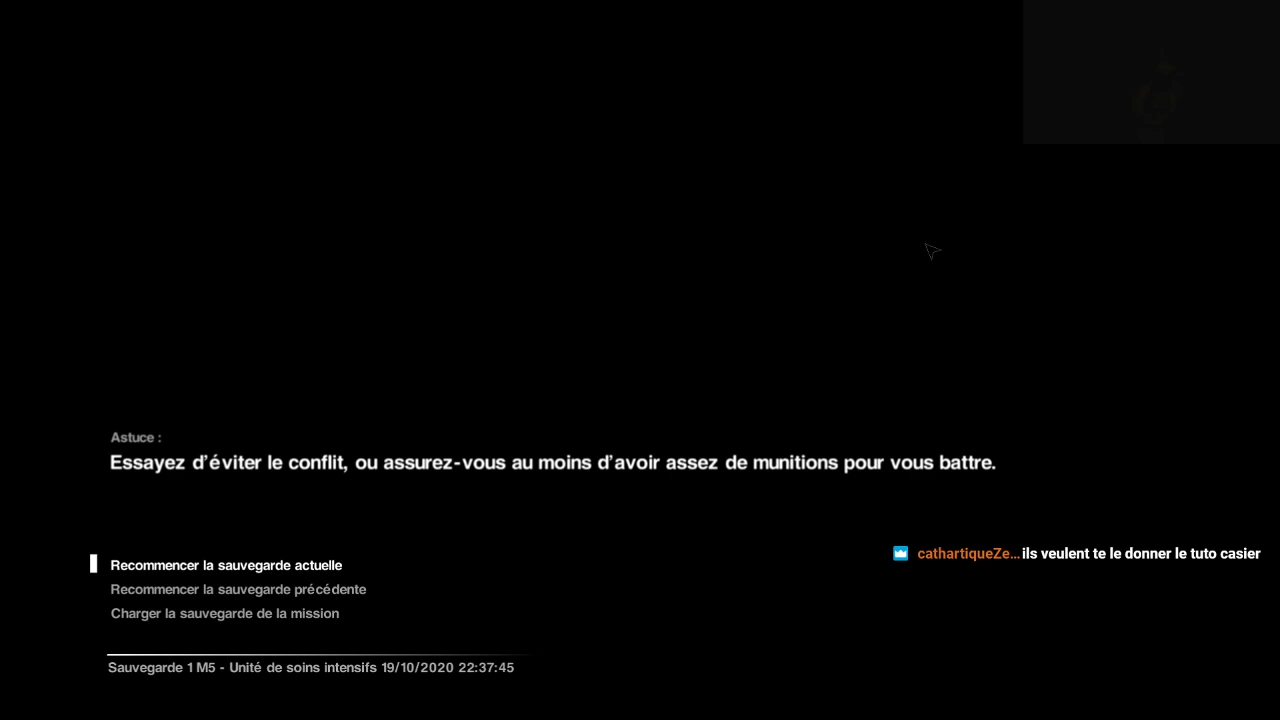 Astuce :
Essayez d'éviter le conflit, ou assurez-vous au moins d'avoir assez de munitions pour vous battre.
cathartiqueZe... ils veulent te le donner le tuto casier
Recommencer la sauvegarde actuelle
Recommencer la sauvegarde précédente
Charger la sauvegarde de la mission
Sauvegarde 1 M5 - Unité de soins intensifs 19/10/2020 22:37:45